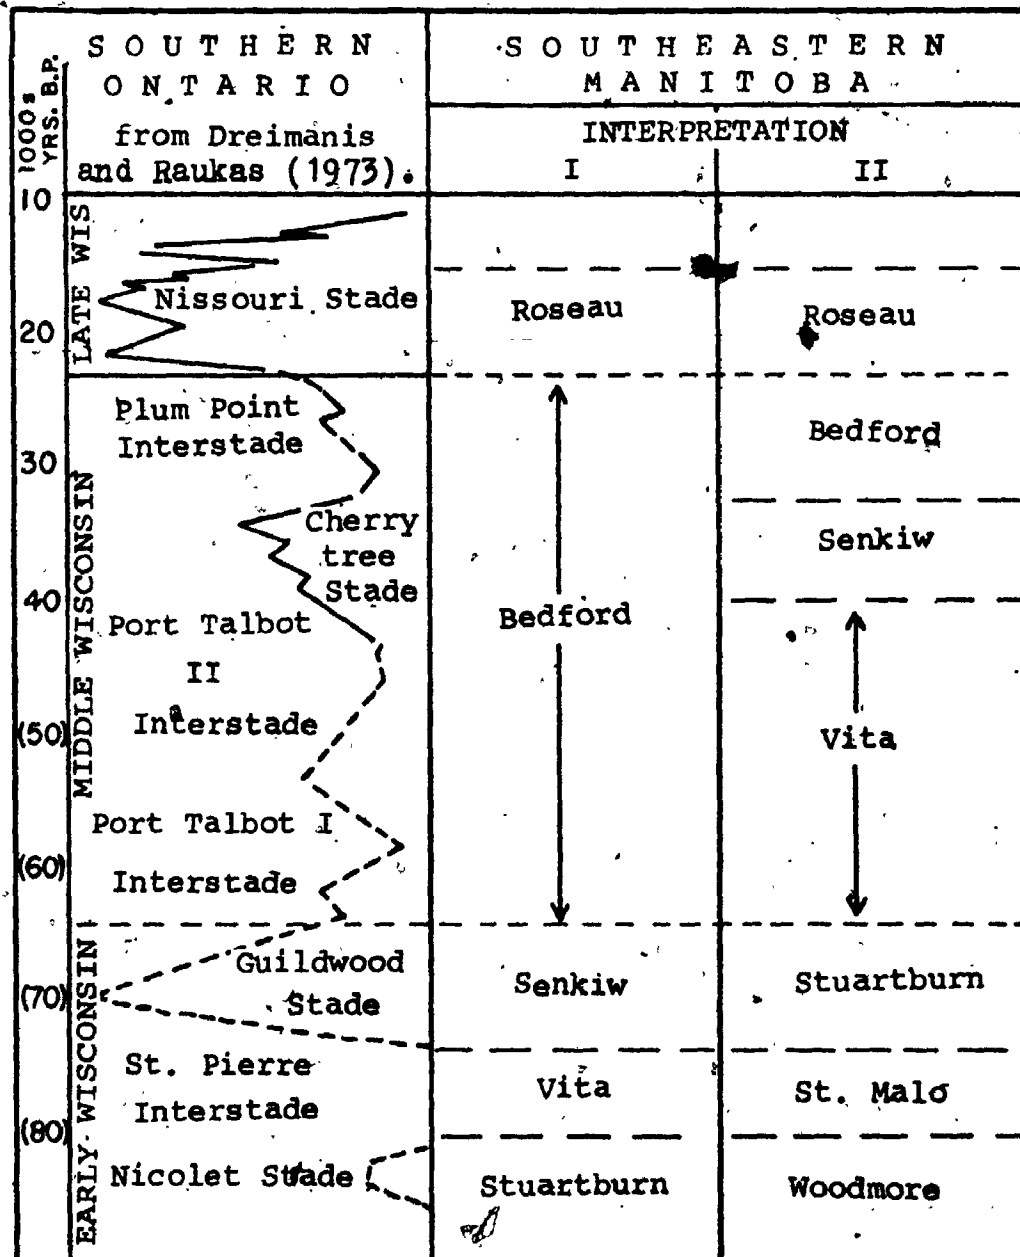 SOUTHERN
ONTARIO
from Dreimanis
and Raukas (1973).
SOUTHEASTERN
MANITOBA
INTERPRETATION
I
II
1000s
YRS. B.P.
10
20
30
40
(50)
(60)
(70)
(80)
LATE WIS
MIDDLE WISCONSIN
EARLY WISCONSIN
Nissouri Stade
Plum Point
Interstade
Cherry
tree
Stade
Port Talbot
II
Interstade
Port Talbot I
Interstade
Guildwood
Stade
St. Pierre
Interstade
Nicolet Stade
Roseau
Bedford
Senkiw
Vita
Stuartburn
Roseau
Bedford
Senkiw
Vita
Stuartburn
St. Malo
Woodmore